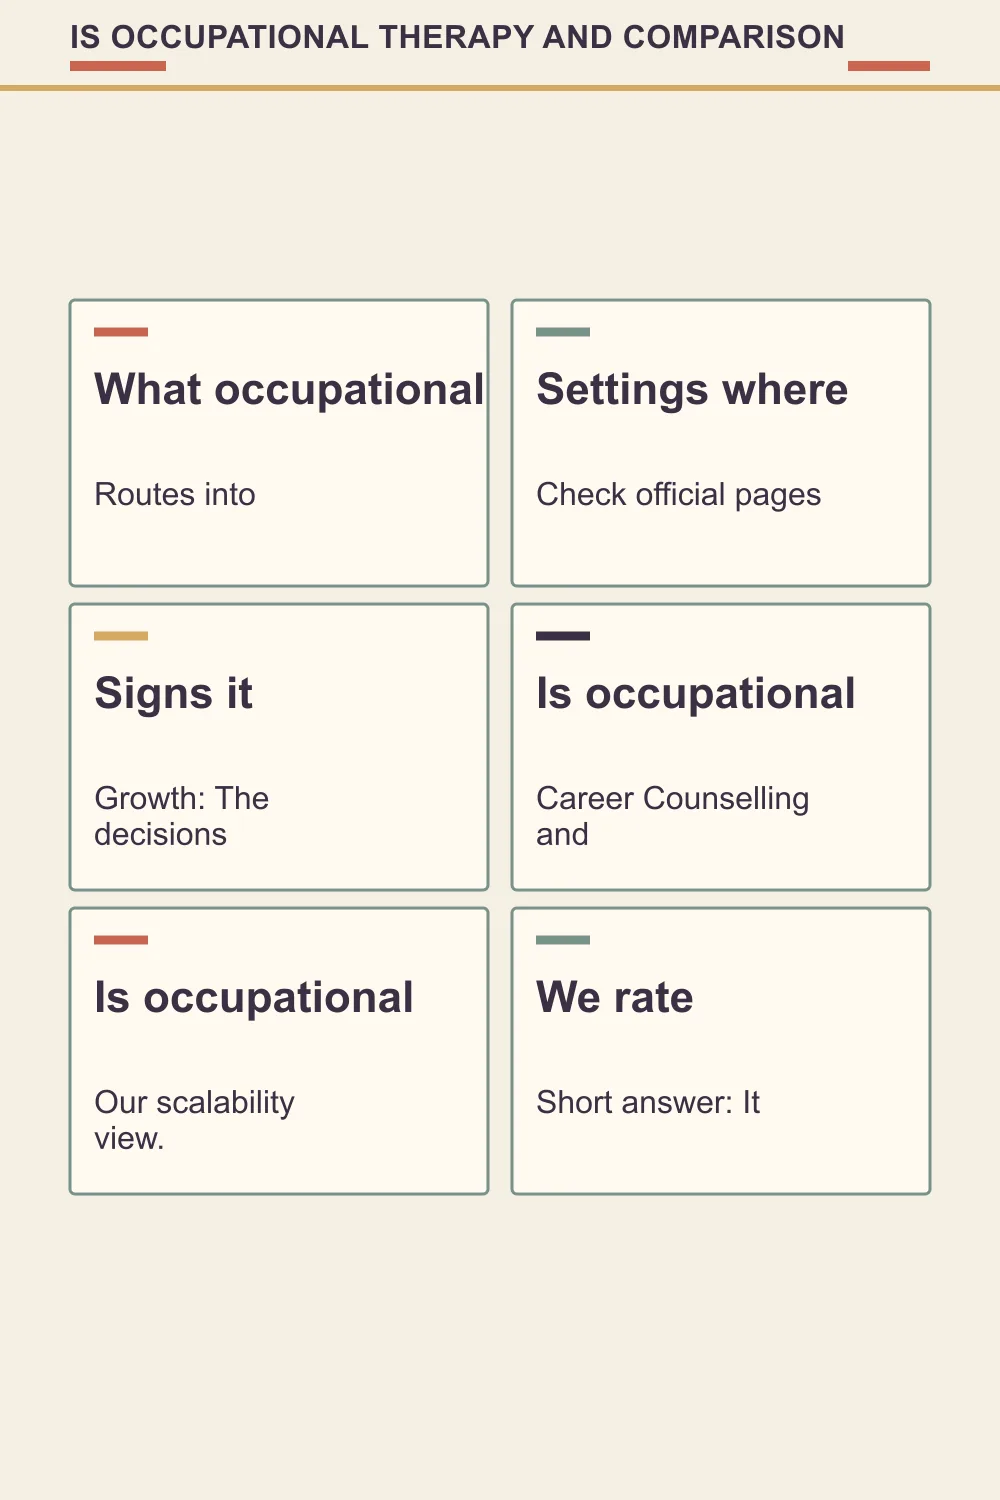 IS OCCUPATIONAL THERAPY AND COMPARISON
What occupational
Routes into
Settings where
Check official pages
Signs it
Growth: The
decisions
Is occupational
Career Counselling
and
Is occupational
Our scalability
view.
We rate
Short answer: It